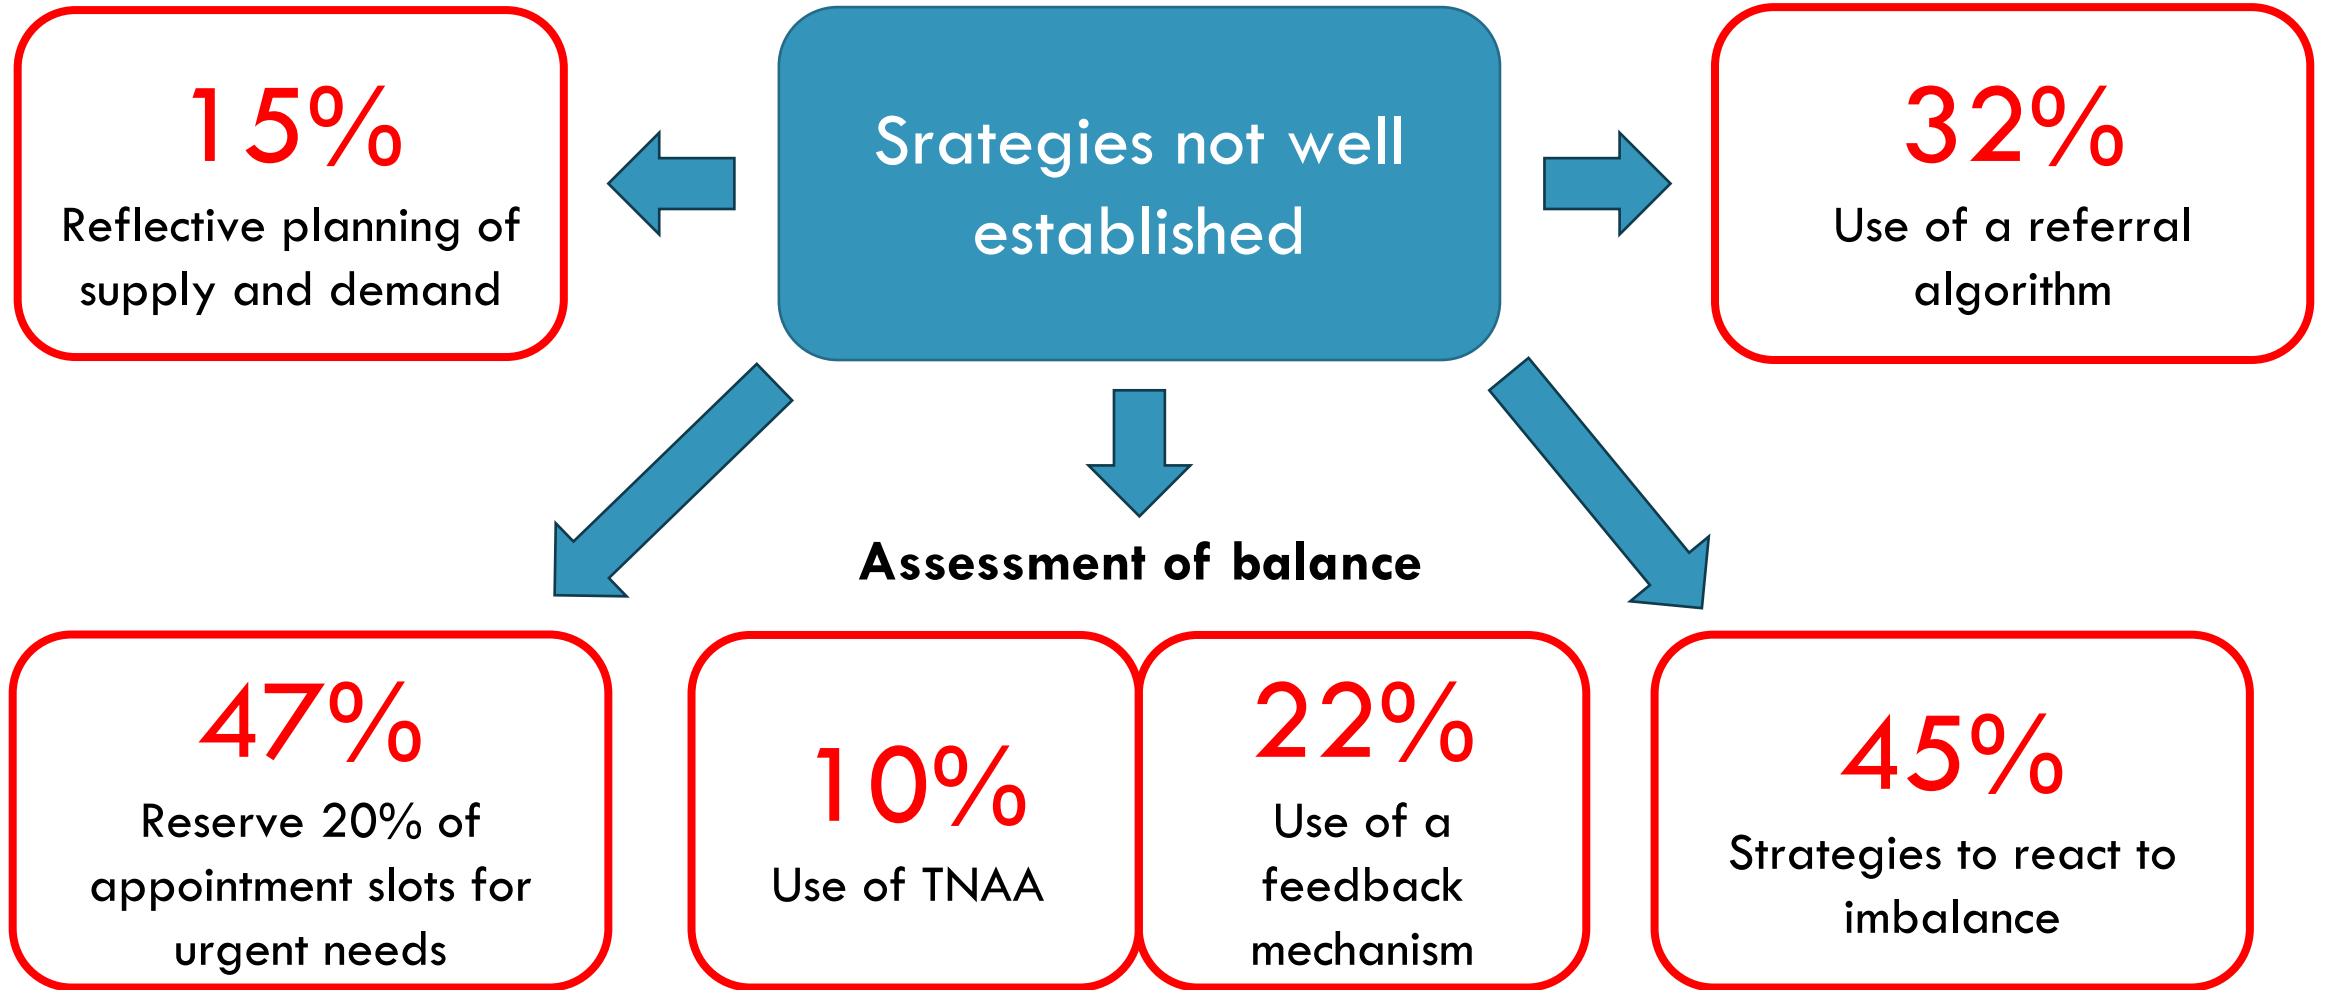 15%
Reflective planning of
supply and demand
Srategies not well
established
32%
Use of a referral
algorithm
Assessment of balance
47%
Reserve 20% of
appointment slots for
urgent needs
10%
Use of TNAA
22%
Use of a
feedback
mechanism
45%
Strategies to react to
imbalance